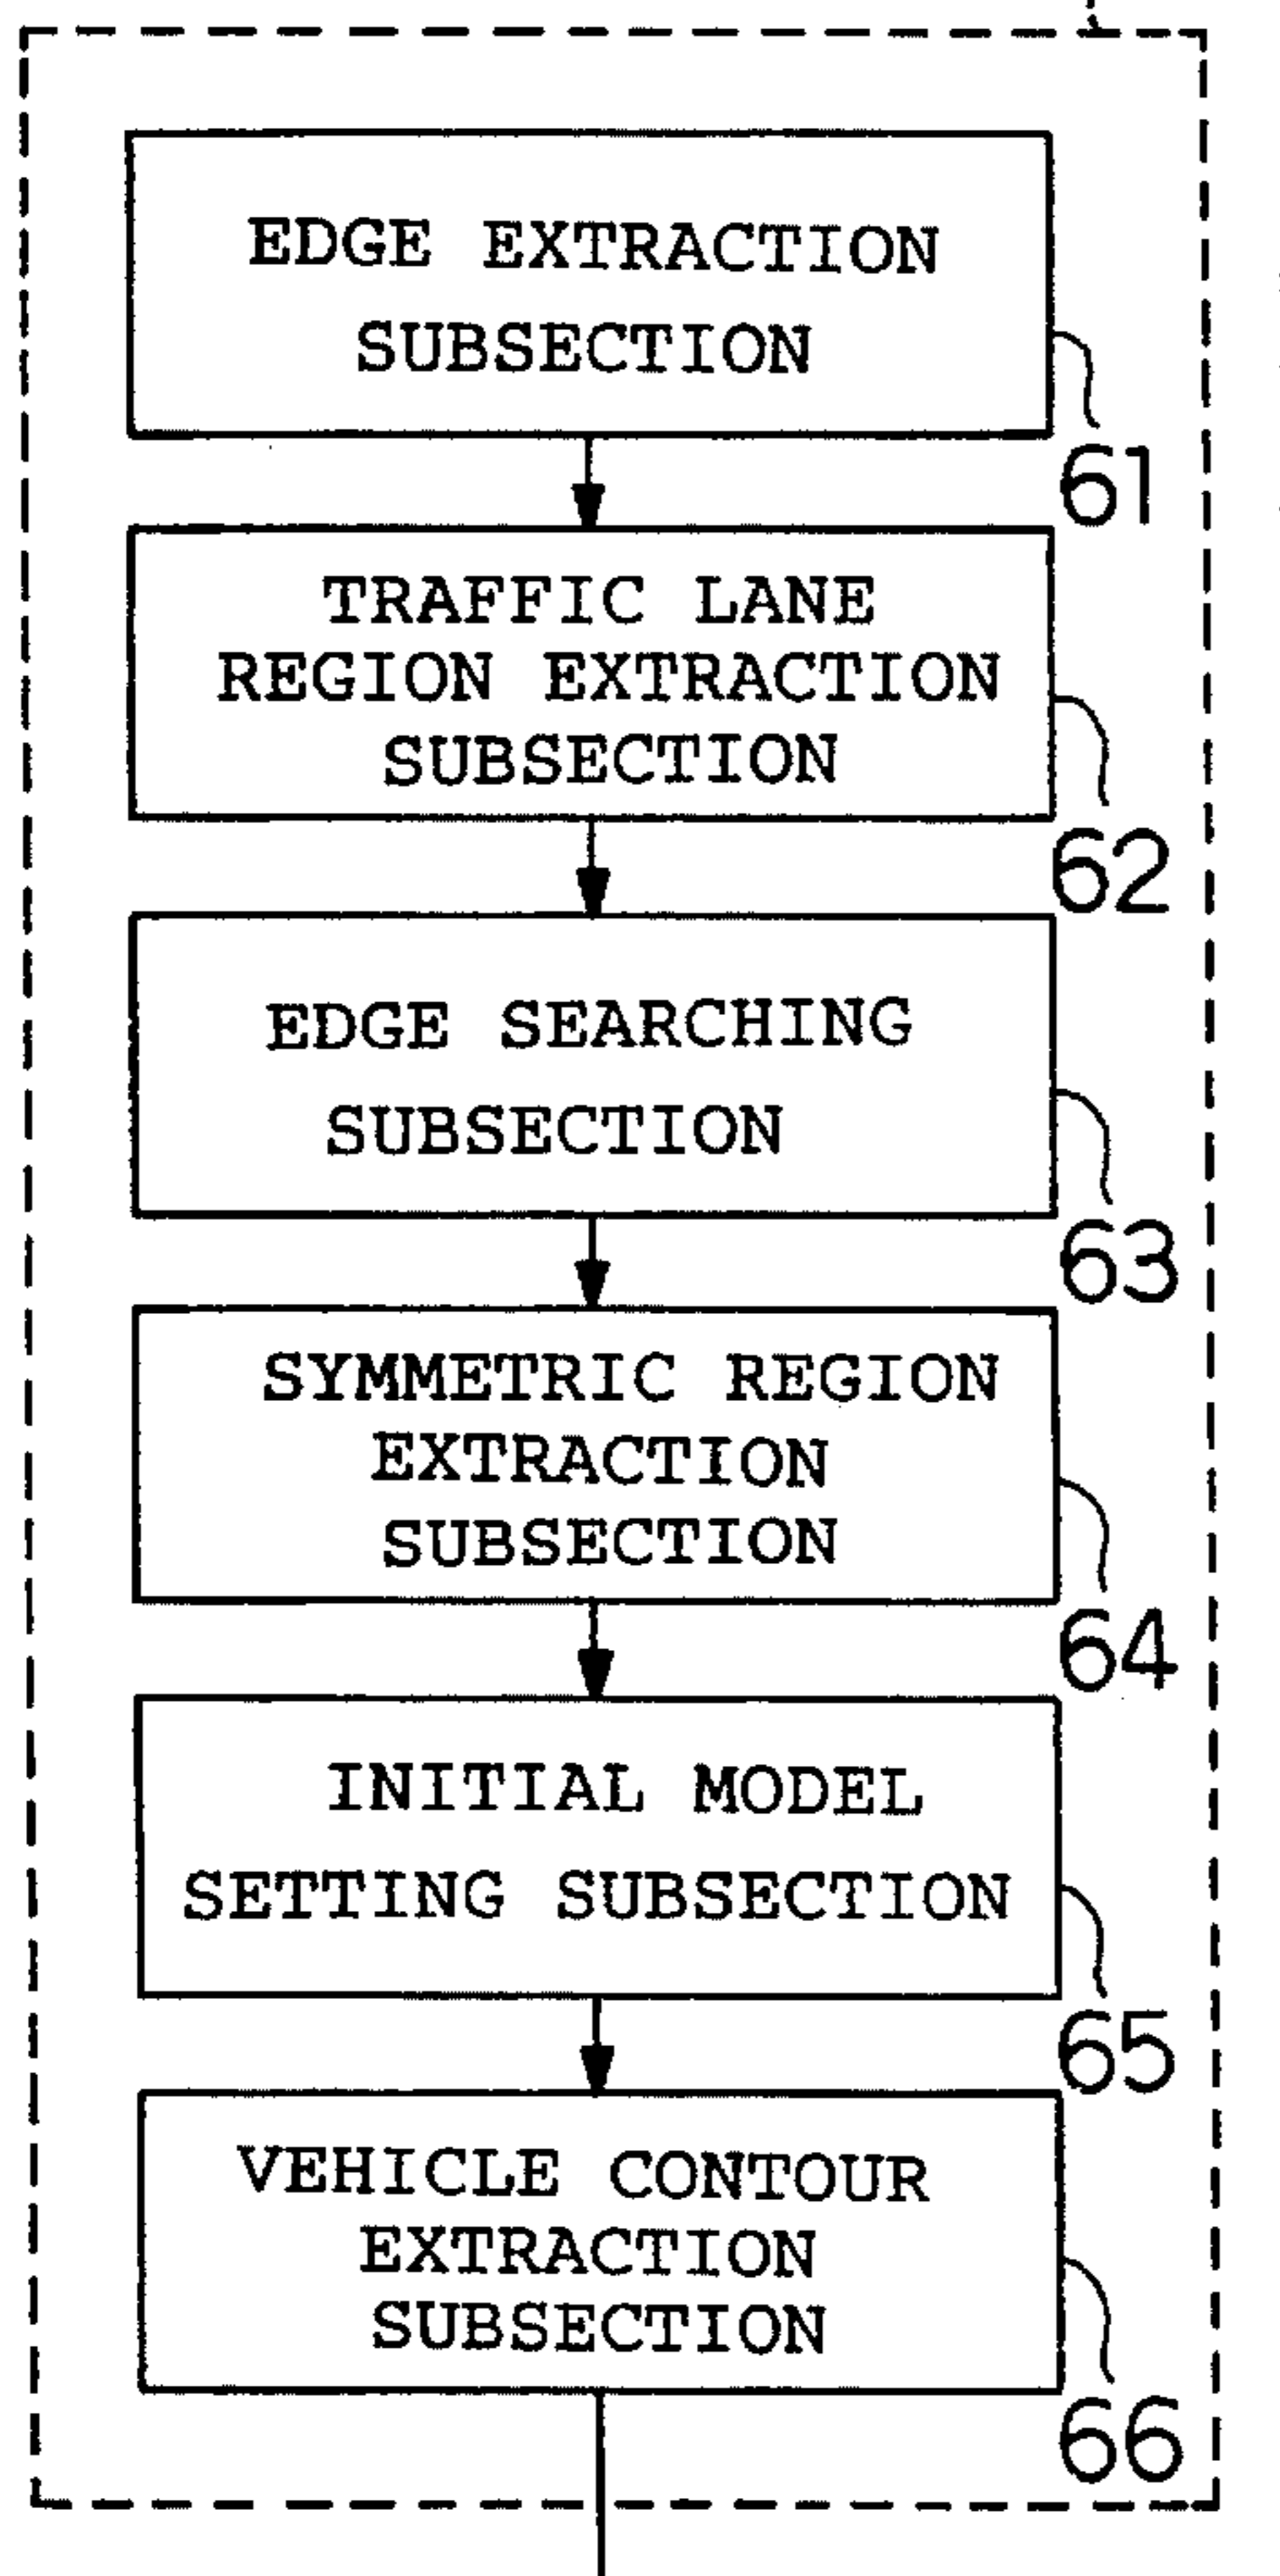 EDGE EXTRACTION
SUBSECTION
61
TRAFFIC LANE
REGION EXTRACTION
SUBSECTION
62
EDGE SEARCHING
SUBSECTION
63
SYMMETRIC REGION
EXTRACTION
SUBSECTION
64
INITIAL MODEL
SETTING SUBSECTION
65
VEHICLE CONTOUR
EXTRACTION
SUBSECTION
66